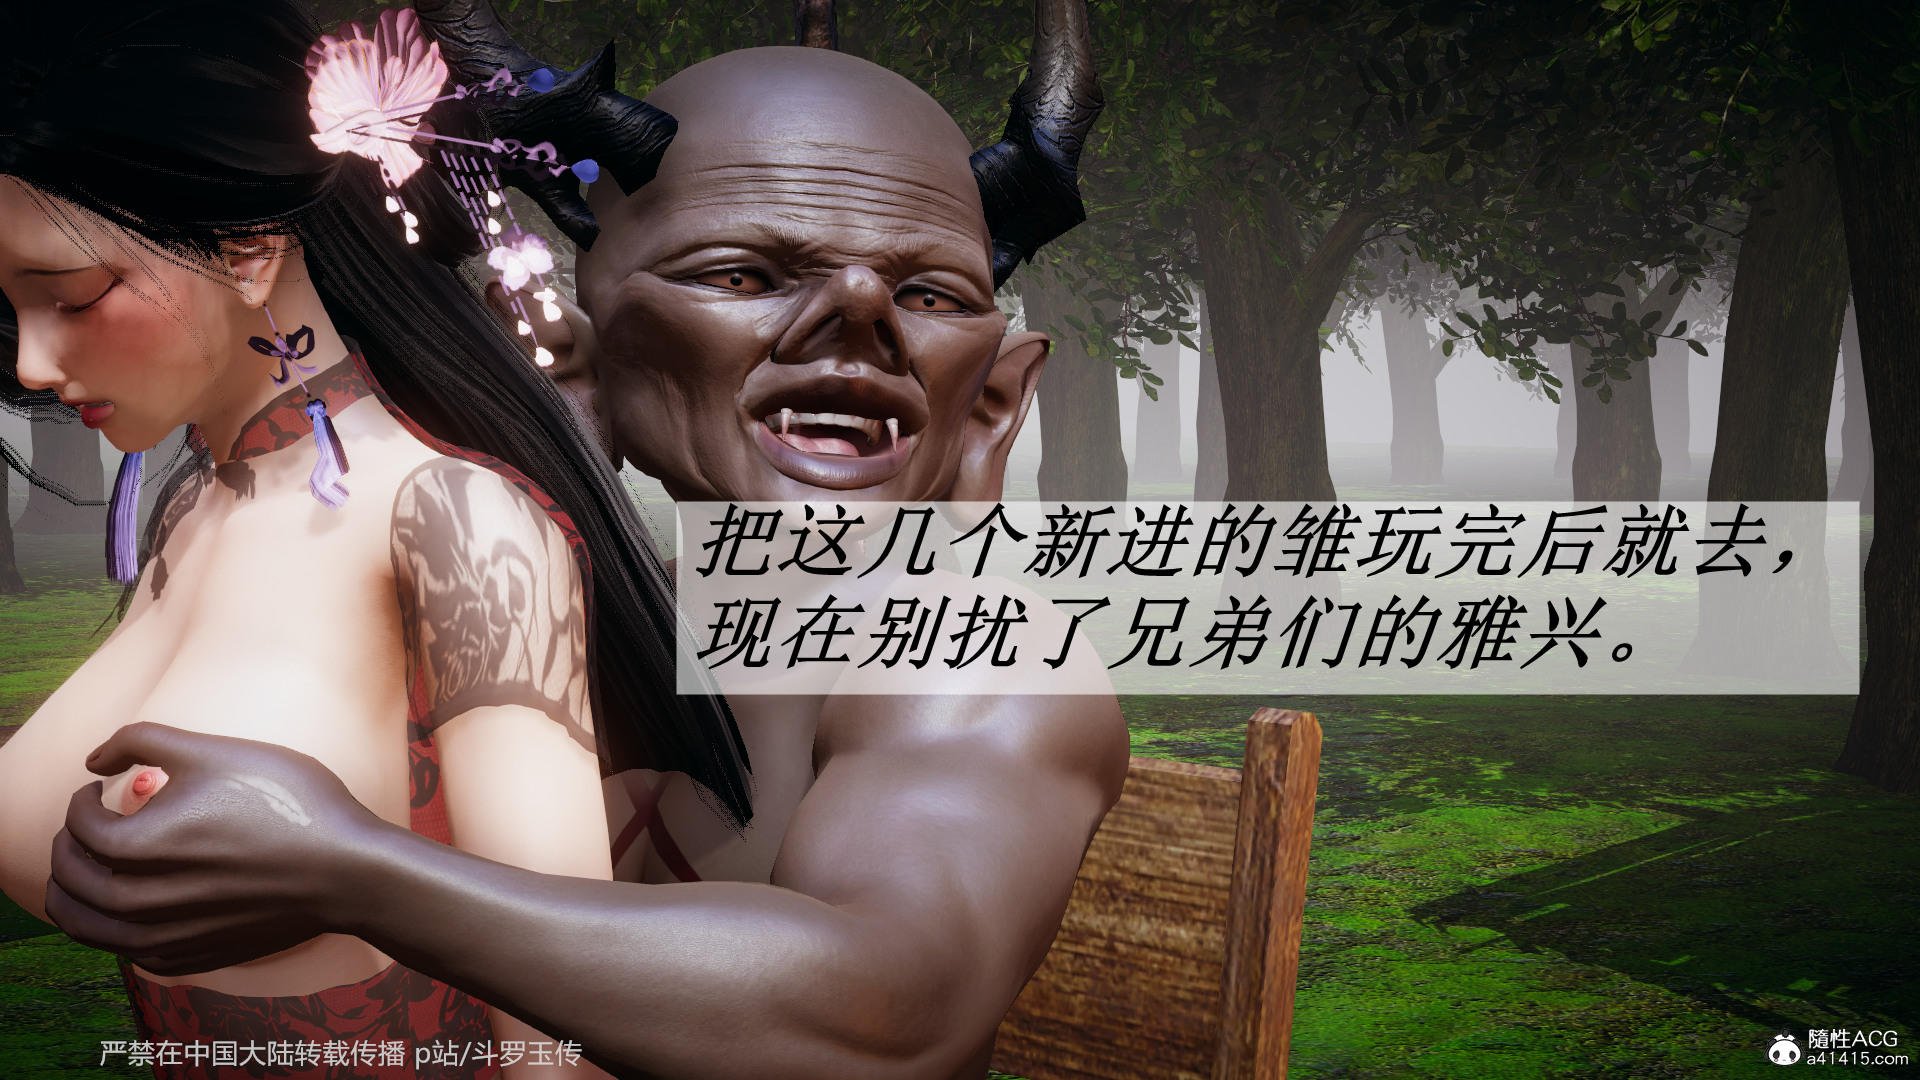 把这几个新进的雏玩完后就去，
现在别扰了兄弟们的雅兴。
严禁在中国大陆转载传播 p站/斗罗玉传
隨性ACG
a41415.com